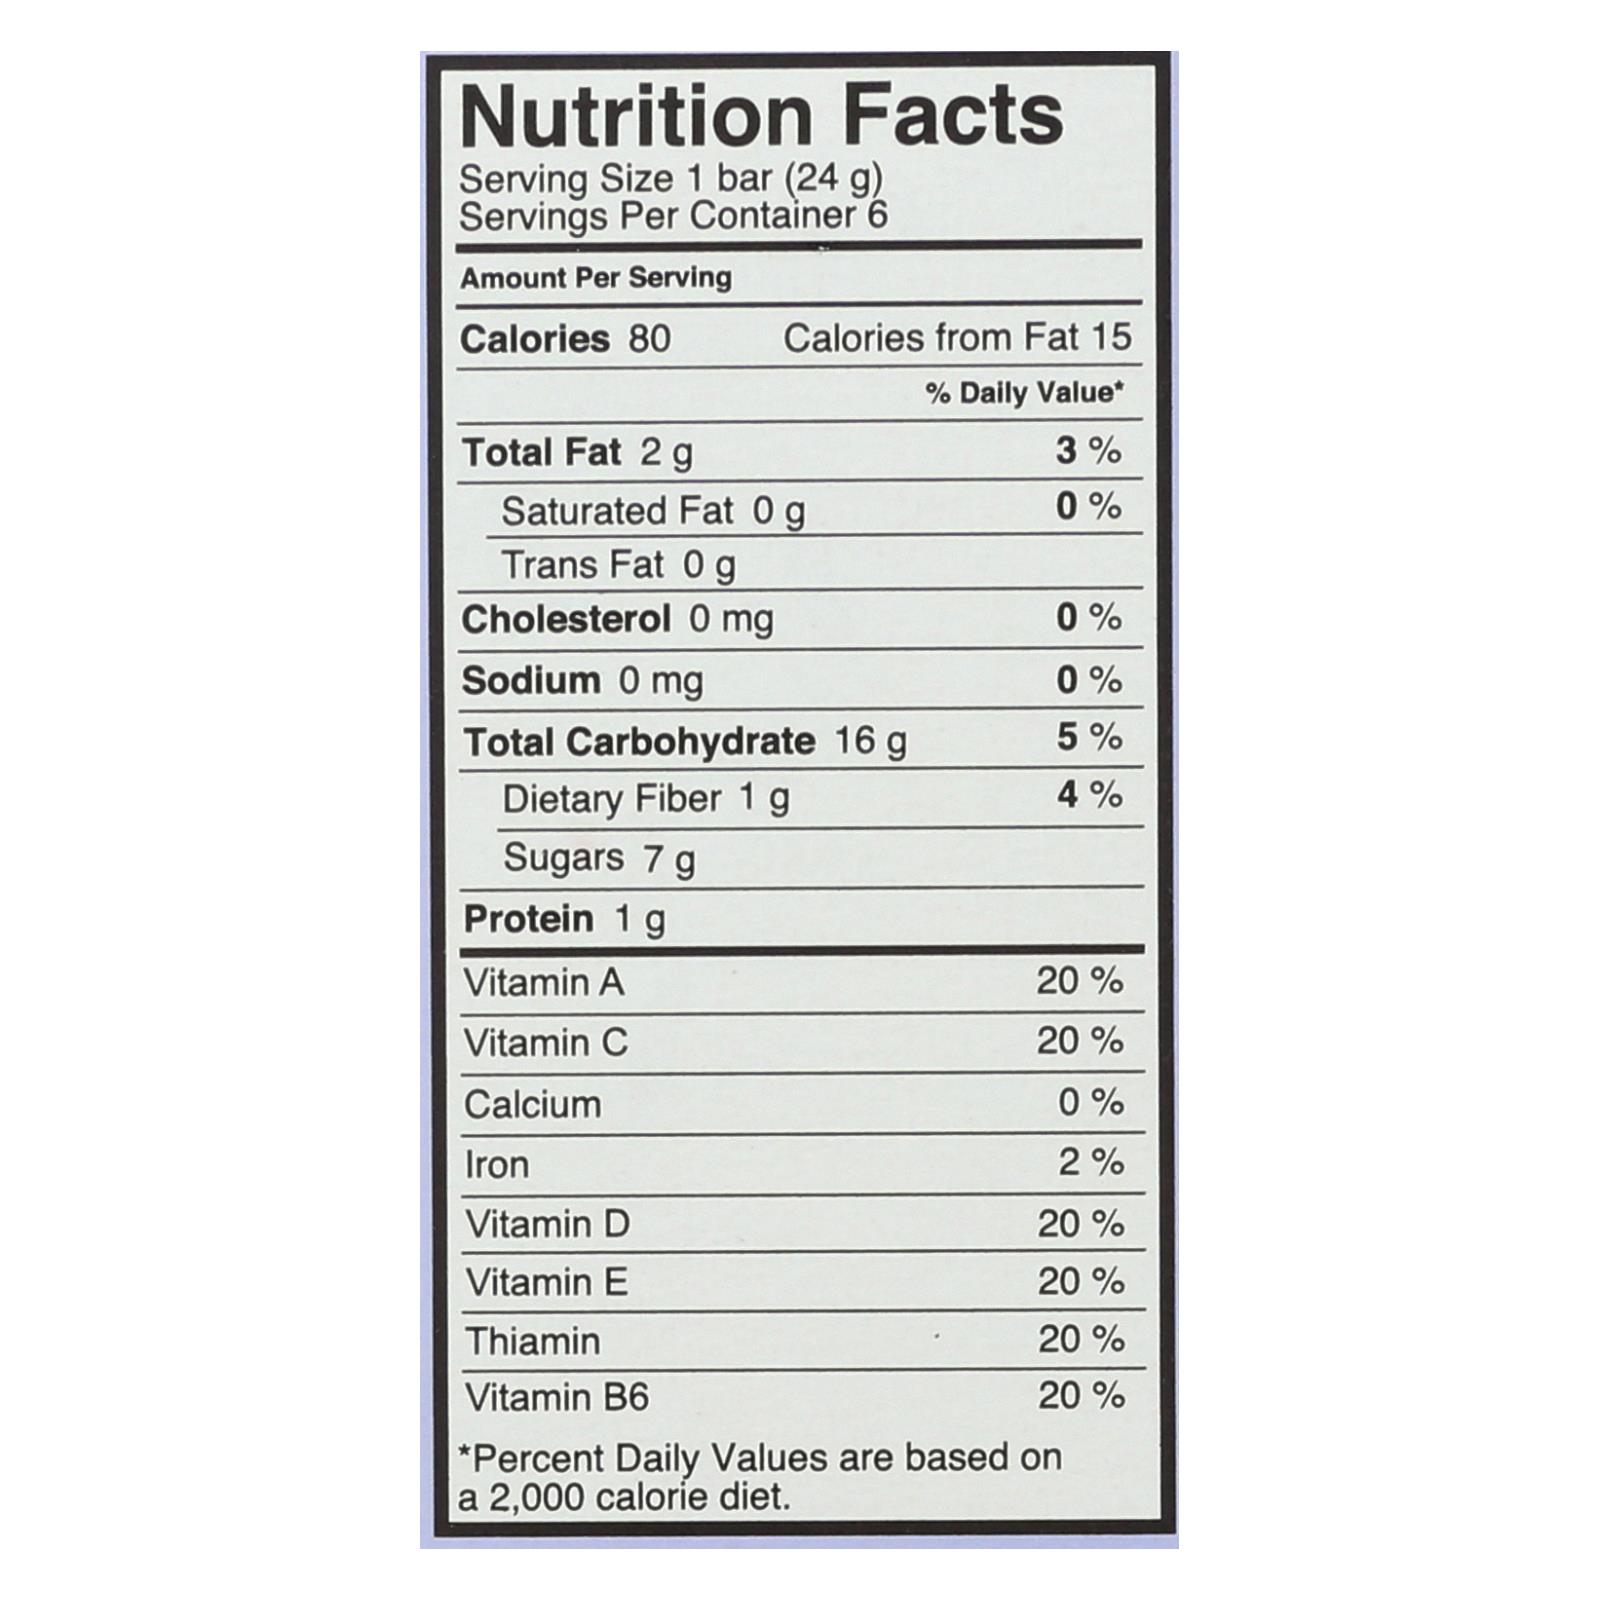 Nutrition Facts
Serving Size 1 bar (24 g)
Servings Per Container 6
Amount Per Serving
Calories 80 Calories from Fat 15
% Daily Value*
Total Fat 2 g 3 %
Saturated Fat 0 g 0 %
Trans Fat 0 g
Cholesterol 0 mg 0 %
Sodium 0 mg 0 %
Total Carbohydrate 16 g 5 %
Dietary Fiber 1 g 4 %
Sugars 7 g
Protein 1 g
Vitamin A 20 %
Vitamin C 20 %
Calcium 0 %
Iron 2 %
Vitamin D 20 %
Vitamin E 20 %
Thiamin 20 %
Vitamin B6 20 %
*Percent Daily Values are based on
a 2,000 calorie diet.